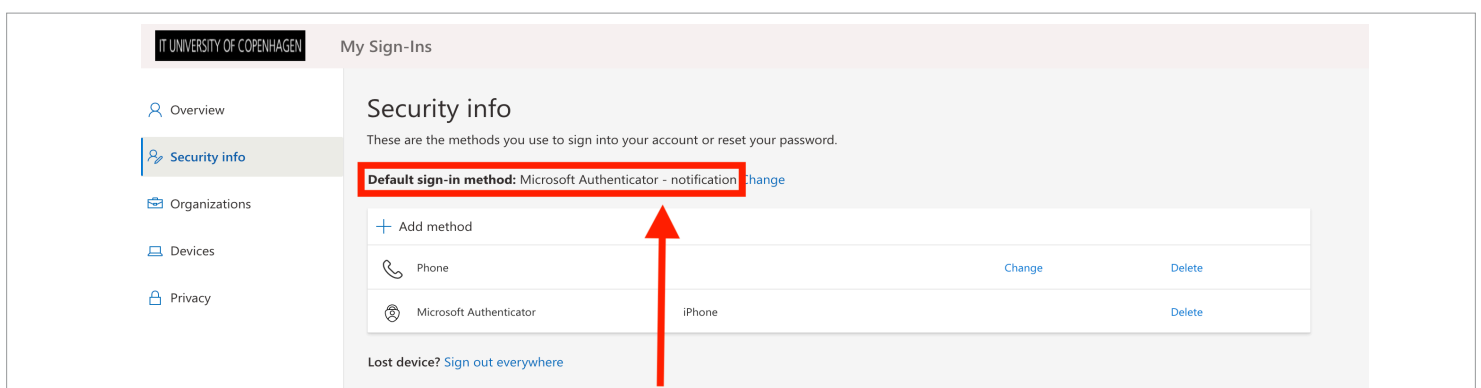 IT UNIVERSITY OF COPENHAGEN My Sign-Ins
Overview
Security info
Organizations
Devices
Privacy
Security info
These are the methods you use to sign into your account or reset your password.
Default sign-in method: Microsoft Authenticator - notification Change
Add method
Phone Change Delete
Microsoft Authenticator iPhone Delete
Lost device? Sign out everywhere